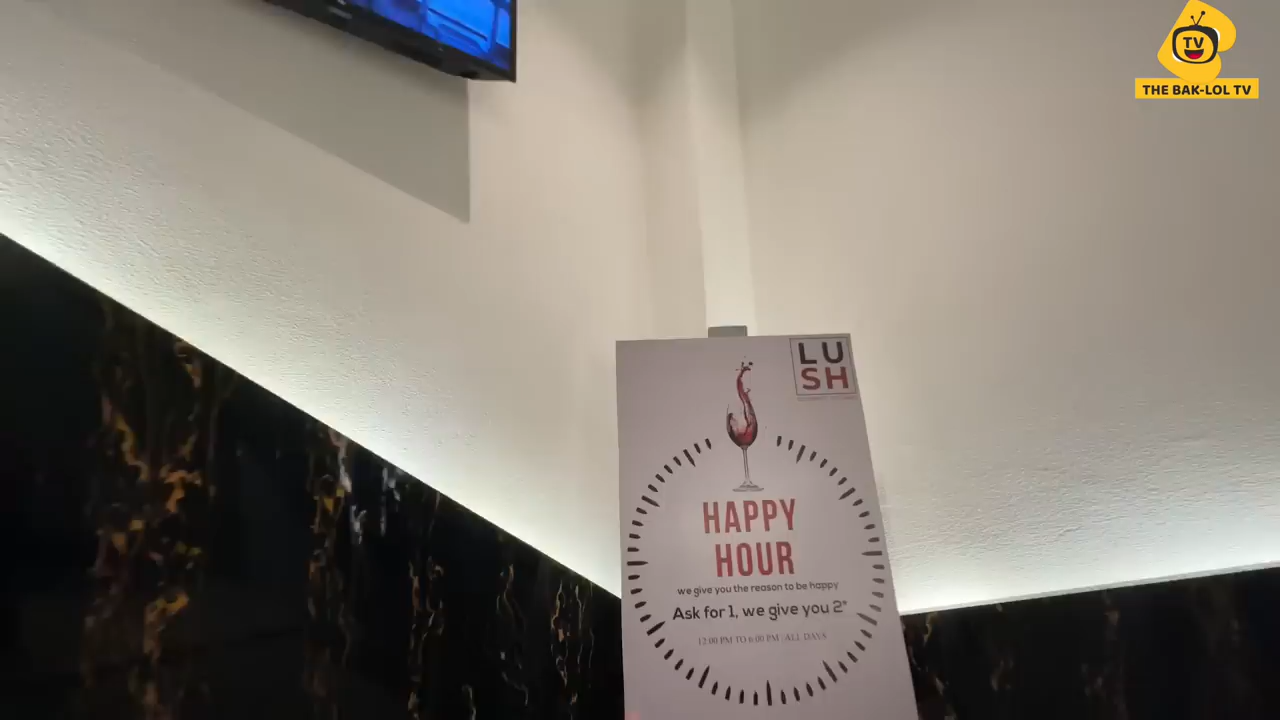 TV
THE BAK-LOL TV
LU
SH
HAPPY
HOUR
we give you the reason to be happy
Ask for 1, we give you 2*
12:00 PM TO 6:00 PM | ALL DAYS